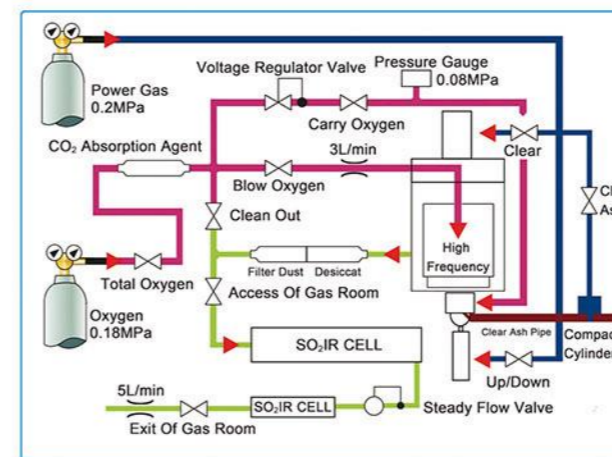 Power Gas
0.2MPa
Voltage Regulator Valve
Pressure Gauge
0.08MPa
CO₂ Absorption Agent
Carry Oxygen
Clear
3L/min
Blow Oxygen
Clean Out
High
Frequency
Filter Dust
Desiccat
Total Oxygen
Access Of Gas Room
Oxygen
0.18MPa
Clear Ash Pipe
Compac
Cylinder
SO₂IR CELL
Up/Down
5L/min
SO₂IR CELL
Steady Flow Valve
Exit Of Gas Room